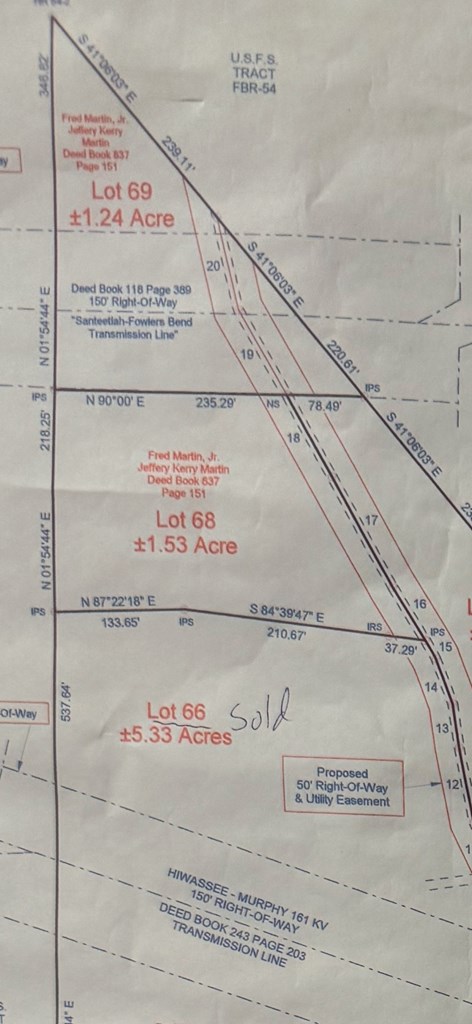 S 41°06'03" E
U.S.F.S.
TRACT
FBR-54
346.62'
Fred Martin, Jr.
Jeffery Kerry
Martin
Deed Book 837
Page 151
239.11'
Lot 69
±1.24 Acre
20
S 41°06'03" E
Deed Book 118 Page 389
150' Right-Of-Way
"Santeetlah-Fowlers Bend
Transmission Line"
N 01°54'44" E
19
220.61'
IPS
IPS
N 90°00' E
235.29'
NS
78.49'
218.25'
18
S 41°06'03" E
Fred Martin, Jr.
Jeffery Kerry Martin
Deed Book 837
Page 151
Lot 68
±1.53 Acre
17
N 01°54'44" E
N 87°22'18" E
S 84°39'47" E
16
IPS
133.65'
IPS
210.67'
IRS
IPS
37.29'
15
14
537.64'
Lot 66 Sold
±5.33 Acres
Of-Way
13
Proposed
50' Right-Of-Way
& Utility Easement
12
HIWASSEE - MURPHY 161 KV
150' RIGHT-OF-WAY
DEED BOOK 243 PAGE 203
TRANSMISSION LINE
4" E